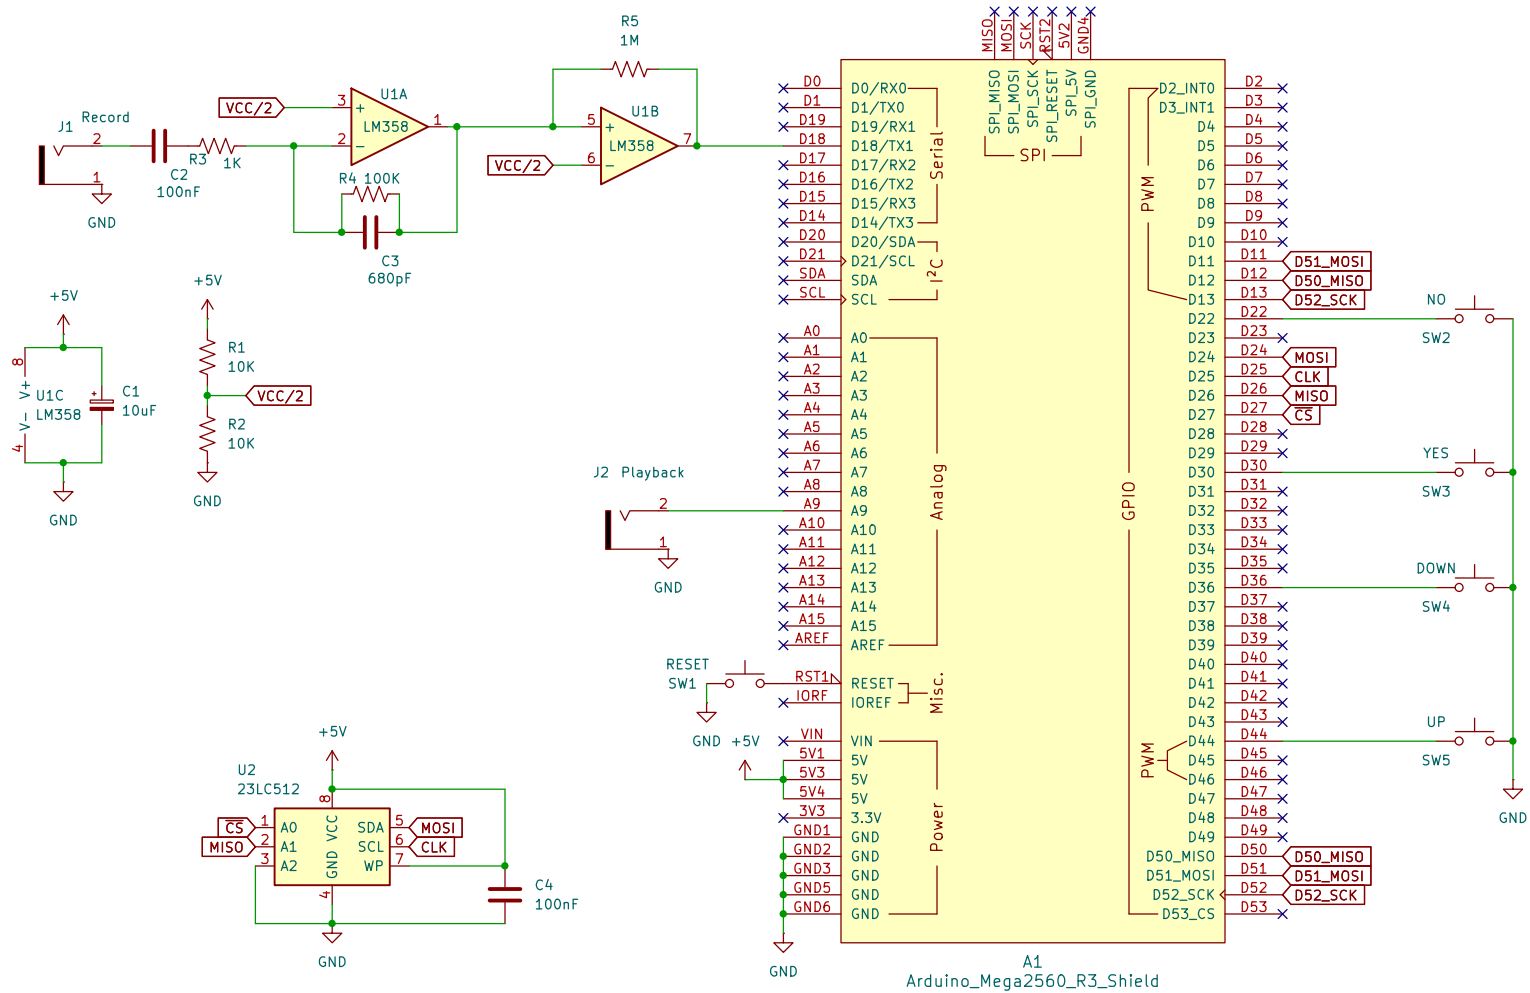 R5
1M
U1A
VCC/2
3
+
LM358
1
2
−
J1
Record
2
1
GND
C2
100nF
R3
1K
R4 100K
C3
680pF
U1B
5
+
LM358
7
VCC/2
6
−
+5V
8
V+
U1C
LM358
V-
4
C1
10uF
GND
+5V
R1
10K
VCC/2
R2
10K
GND
J2 Playback
2
1
GND
RESET
SW1
GND
+5V
+5V
U2
23LC512
8
VCC
CS
1
A0
MISO
2
A1
3
A2
GND
4
SDA
5
MOSI
SCL
6
CLK
WP
7
C4
100nF
GND
MISO
MOSI
SCK
RST2
5V2
GND4
SPI_MISO
SPI_MOSI
SPI_SCK
SPI_RESET
SPI_5V
SPI_GND
SPI
D0 D0/RX0
D1 D1/TX0
D19 D19/RX1
D18 D18/TX1
D17 D17/RX2
D16 D16/TX2
D15 D15/RX3
D14 D14/TX3
Serial
D20 D20/SDA
D21 D21/SCL
SDA SDA
SCL SCL
I²C
A0 A0
A1 A1
A2 A2
A3 A3
A4 A4
A5 A5
A6 A6
A7 A7
A8 A8
A9 A9
A10 A10
A11 A11
A12 A12
A13 A13
A14 A14
A15 A15
AREF AREF
Analog
RST1 RESET
IORF IOREF
Misc.
VIN VIN
5V1 5V
5V3 5V
5V4 5V
3V3 3.3V
GND1 GND
GND2 GND
GND3 GND
GND5 GND
GND6 GND
Power
GND
PWM
GPIO
PWM
D2_INT0 D2
D3_INT1 D3
D4 D4
D5 D5
D6 D6
D7 D7
D8 D8
D9 D9
D10 D10
D11 D11 D51_MOSI
D12 D12 D50_MISO
D13 D13 D52_SCK
D22 D22
D23 D23
D24 D24 MOSI
D25 D25 CLK
D26 D26 MISO
D27 D27 CS
D28 D28
D29 D29
D30 D30
D31 D31
D32 D32
D33 D33
D34 D34
D35 D35
D36 D36
D37 D37
D38 D38
D39 D39
D40 D40
D41 D41
D42 D42
D43 D43
D44 D44
D45 D45
D46 D46
D47 D47
D48 D48
D49 D49
D50_MISO D50 D50_MISO
D51_MOSI D51 D51_MOSI
D52_SCK D52 D52_SCK
D53_CS D53
A1
Arduino_Mega2560_R3_Shield
NO
SW2
YES
SW3
DOWN
SW4
UP
SW5
GND